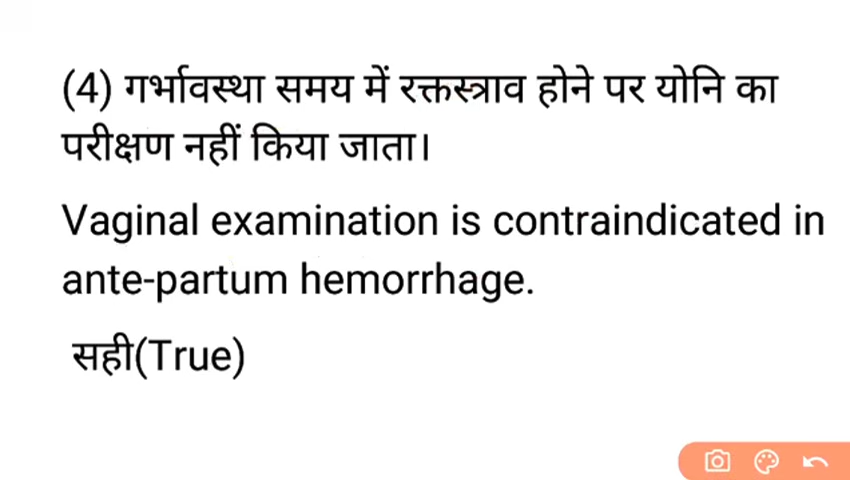 (4) गर्भावस्था समय में रक्तस्त्राव होने पर योनि का
परीक्षण नहीं किया जाता।
Vaginal examination is contraindicated in
ante-partum hemorrhage.
सही(True)